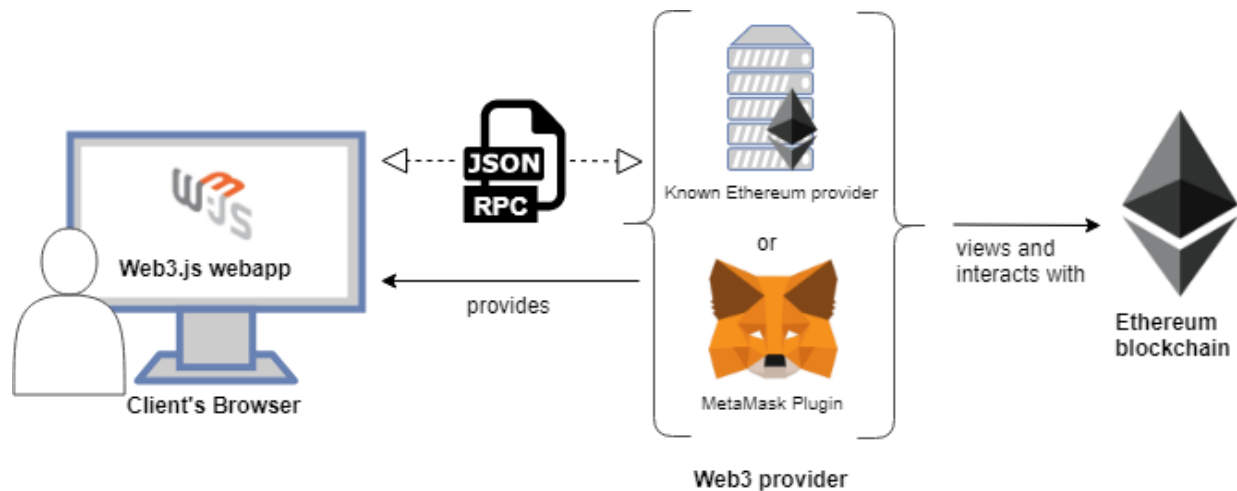 W3JS
Web3.js webapp
Client's Browser
JSON
RPC
provides
Known Ethereum provider
or
MetaMask Plugin
Web3 provider
views and
interacts with
Ethereum
blockchain